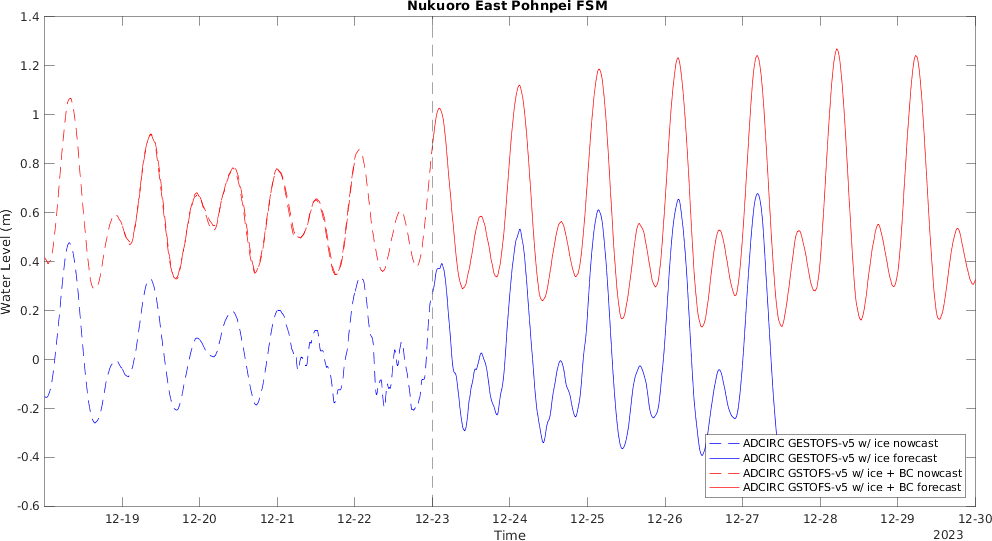 Nukuoro East Pohnpei FSM
1.4
1.2
1
0.8
0.6
0.4
0.2
0
-0.2
-0.4
-0.6
Water Level (m)
12-19 12-20 12-21 12-22 12-23 12-24 12-25 12-26 12-27 12-28 12-29 12-30
Time
2023
ADCIRC GESTOFS-v5 w/ ice nowcast
ADCIRC GESTOFS-v5 w/ ice forecast
ADCIRC GSTOFS-v5 w/ ice + BC nowcast
ADCIRC GSTOFS-v5 w/ ice + BC forecast